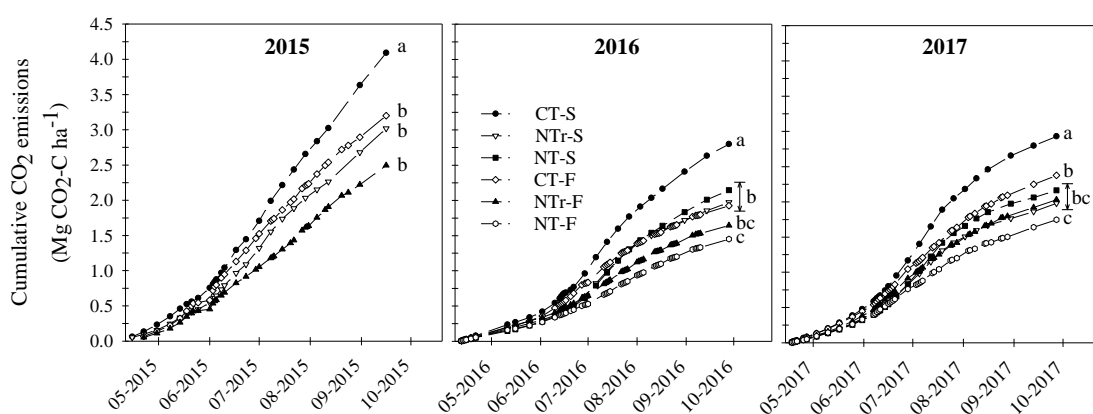 Cumulative CO2 emissions
(Mg CO2-C ha-1)
4.5
4.0
3.5
3.0
2.5
2.0
1.5
1.0
0.5
0.0
2015
a
b
b
b
05-2015
06-2015
07-2015
08-2015
09-2015
10-2015
2016
CT-S
NTr-S
NT-S
CT-F
NTr-F
NT-F
a
b
bc
c
05-2016
06-2016
07-2016
08-2016
09-2016
10-2016
2017
a
b
bc
c
05-2017
06-2017
07-2017
08-2017
09-2017
10-2017